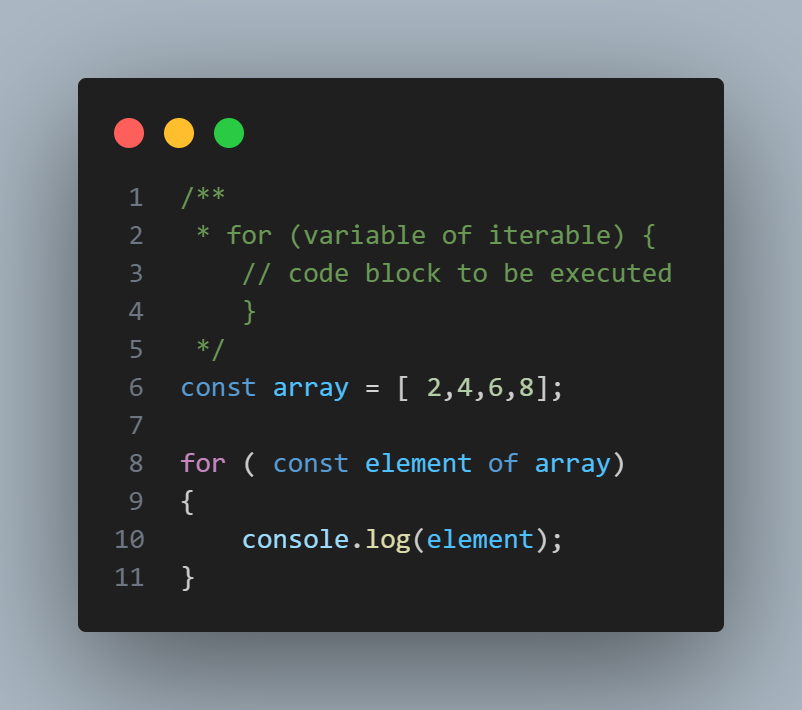 1 /**
2  * for (variable of iterable) {
3     // code block to be executed
4     }
5  */
6 const array = [ 2,4,6,8];
7
8 for ( const element of array)
9 {
10     console.log(element);
11 }